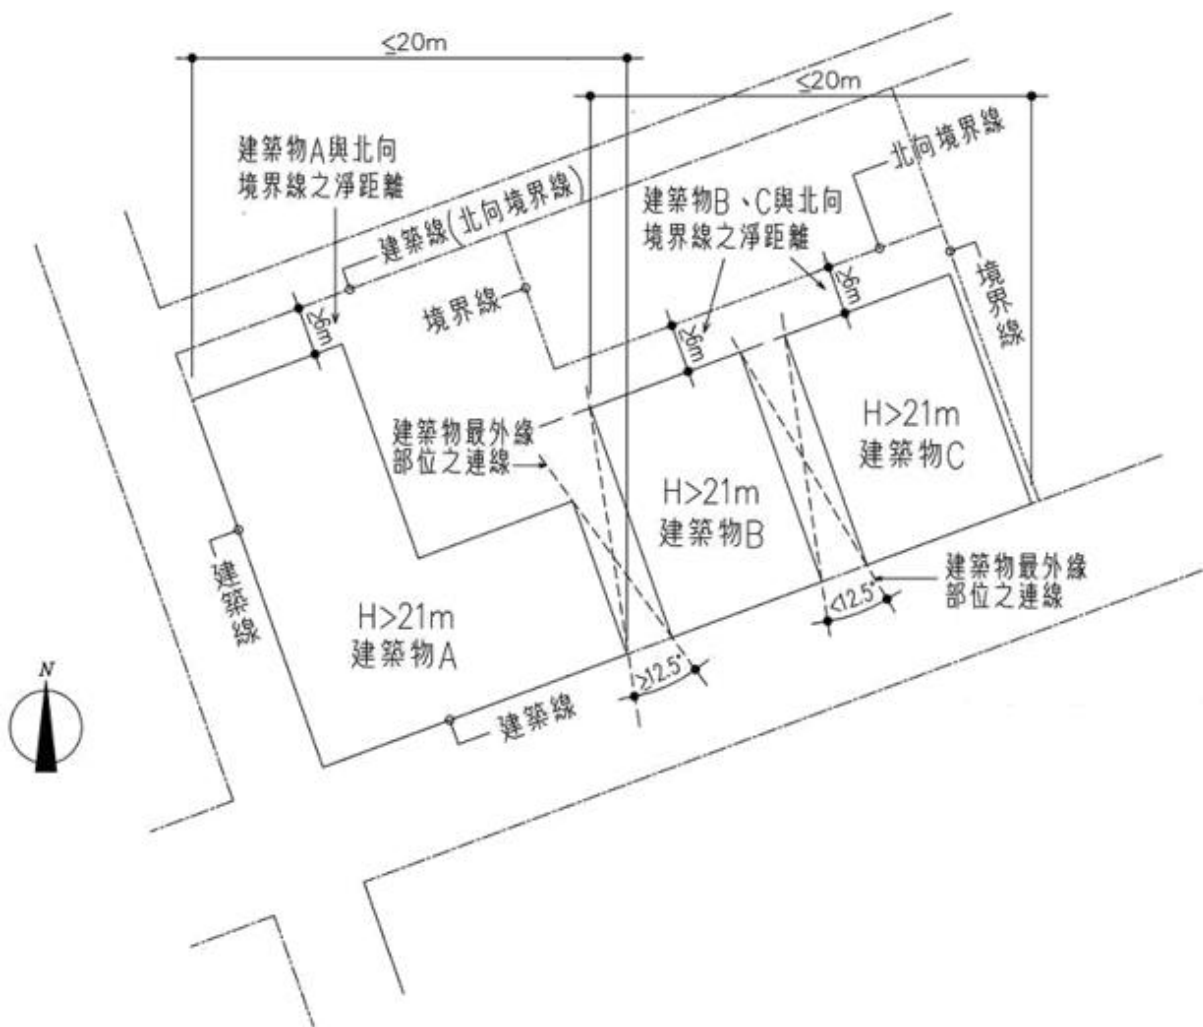 ≤20m
≤20m
建築物A與北向
境界線之淨距離
建築線(北向境界線)
建築物B、C與北向
境界線之淨距離
北向境界線
≥6m
境界線
≥6m
≥6m
境界線
建築物最外緣
部位之連線
H>21m
建築物B
H>21m
建築物C
建築線
H>21m
建築物A
<12.5°
建築物最外緣
部位之連線
≥12.5°
建築線
N